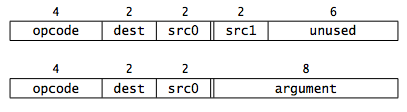 4 2 2 2 6
opcode dest src0 src1 unused
4 2 2 8
opcode dest src0 argument